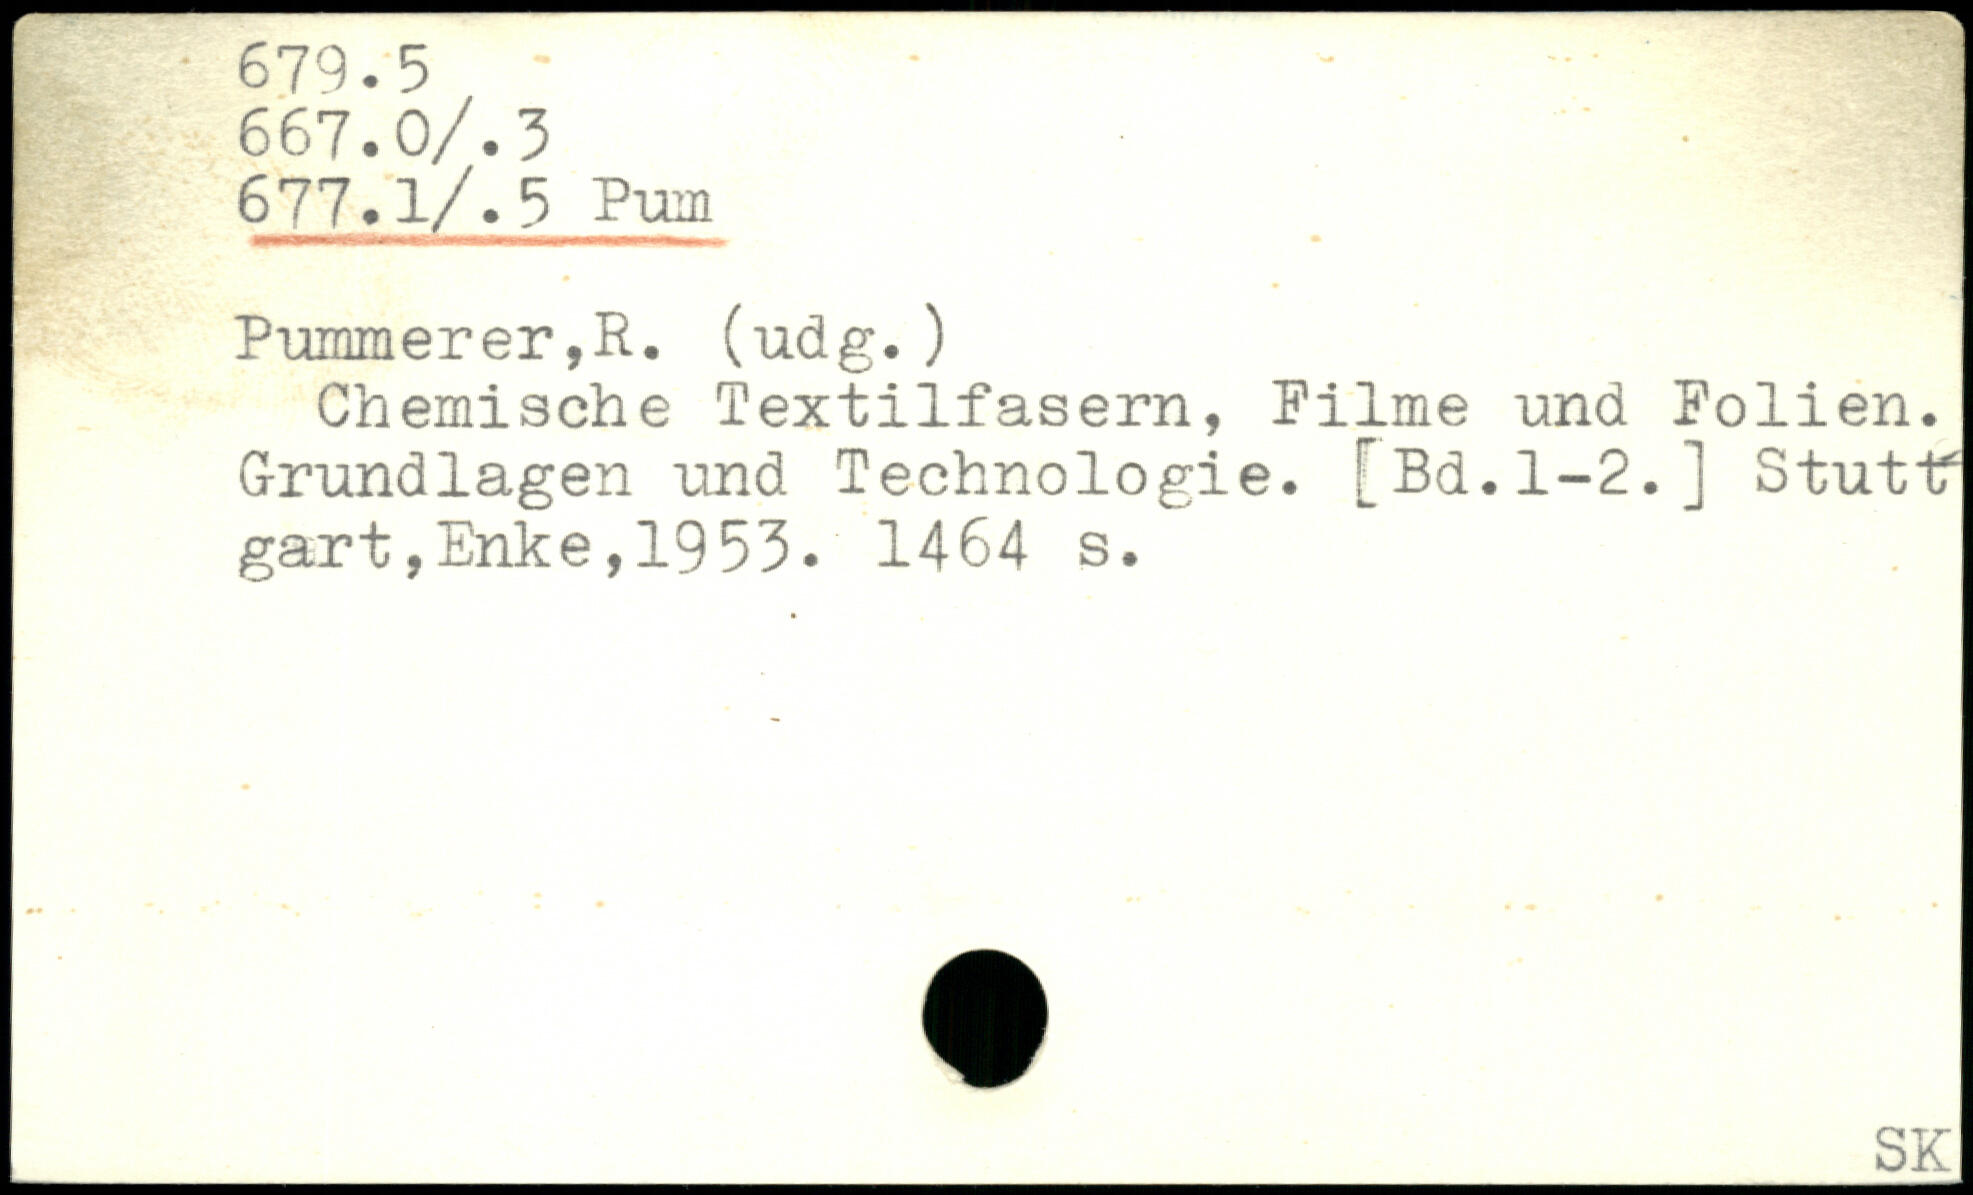 679.5
667.0/.3
677.1/.5 Pum
Pummerer,R. (udg.)
Chemische Textilfasern, Filme und Folien.
Grundlagen und Technologie. [Bd.1-2.] Stutt-
gart,Enke,1953. 1464 s.
SK